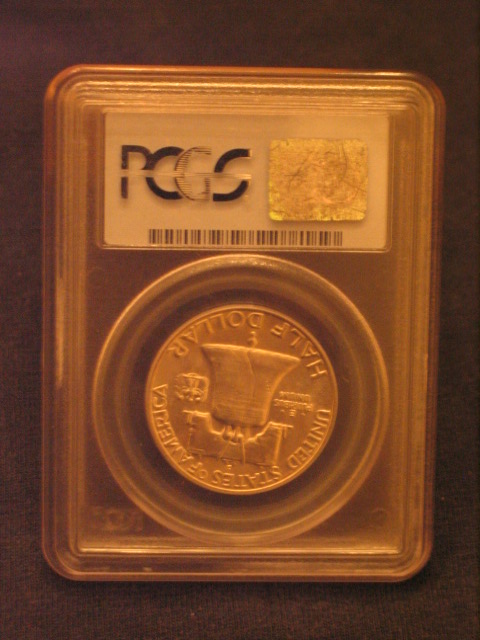 PCGS
UNITED STATES OF AMERICA
E PLURIBUS UNUM
S
HALF DOLLAR